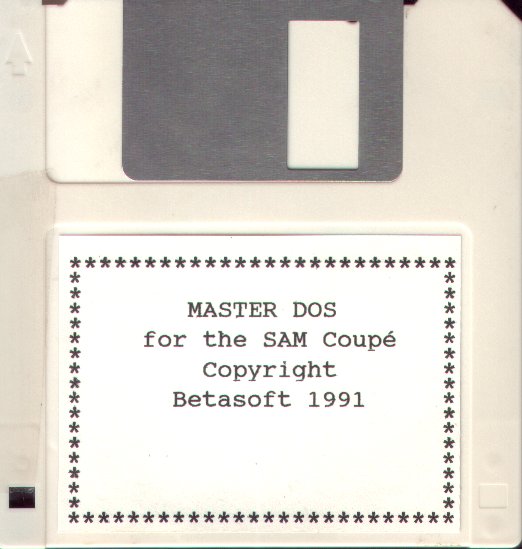 MASTER DOS
for the SAM Coupé
Copyright
Betasoft 1991